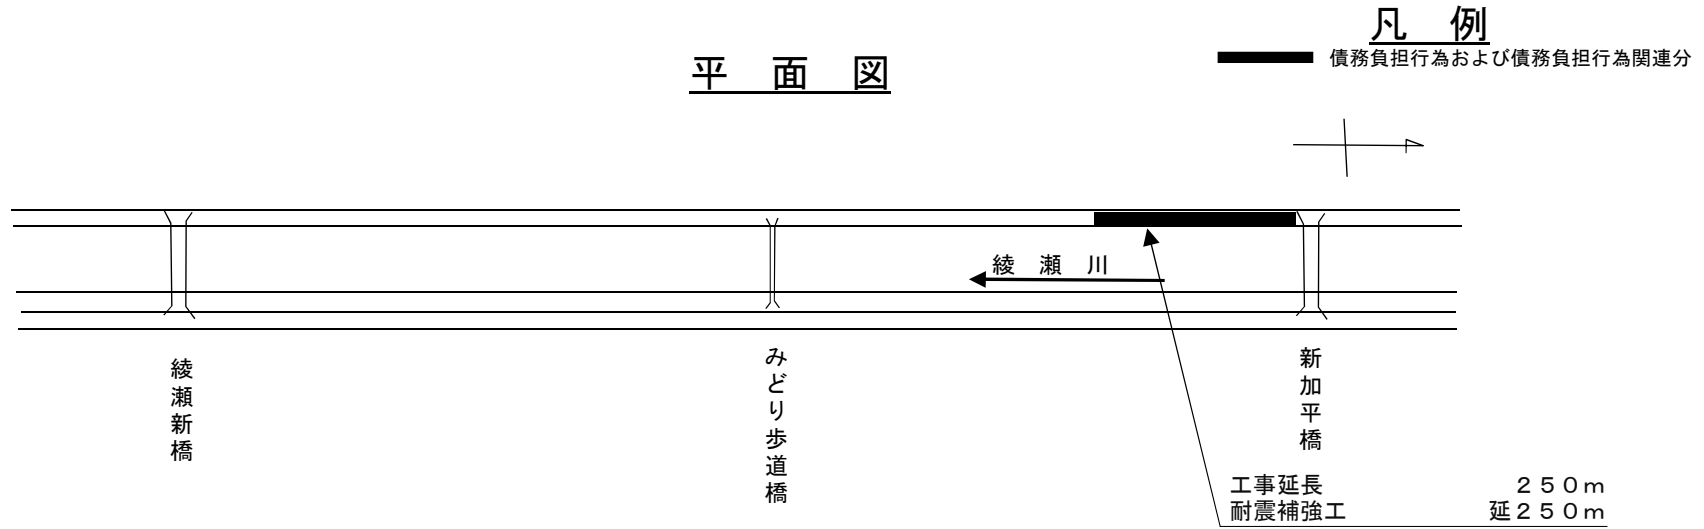 凡 例
債務負担行為および債務負担行為関連分
平 面 図
綾 瀬 川
綾瀬新橋
みどり歩道橋
新加平橋
工事延長 250m
耐震補強工 延250m